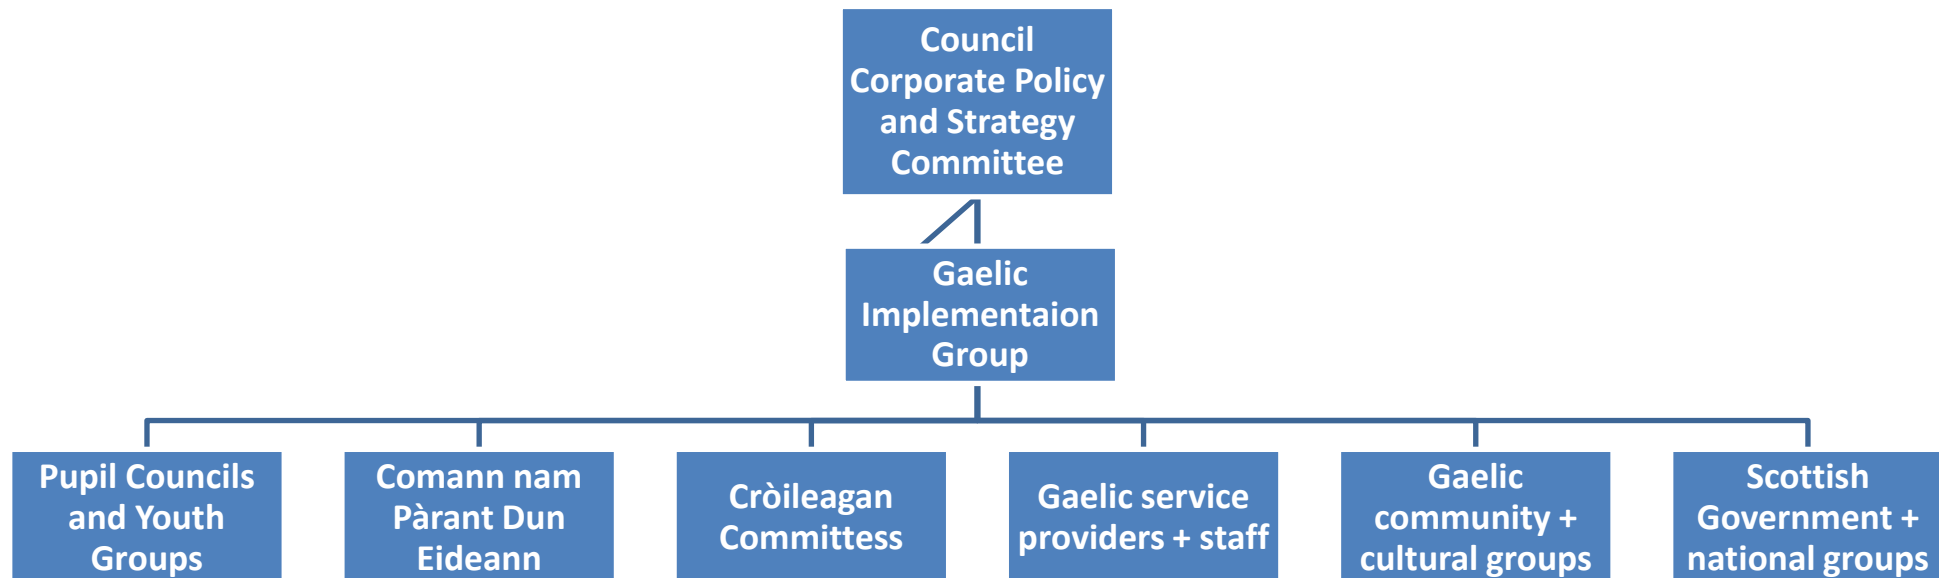 Council
Corporate Policy
and Strategy
Committee
Gaelic
Implementaion
Group
Pupil Councils
and Youth
Groups
Comann nam
Pàrant Dun
Eideann
Cròileagan
Committess
Gaelic service
providers + staff
Gaelic
community +
cultural groups
Scottish
Government +
national groups